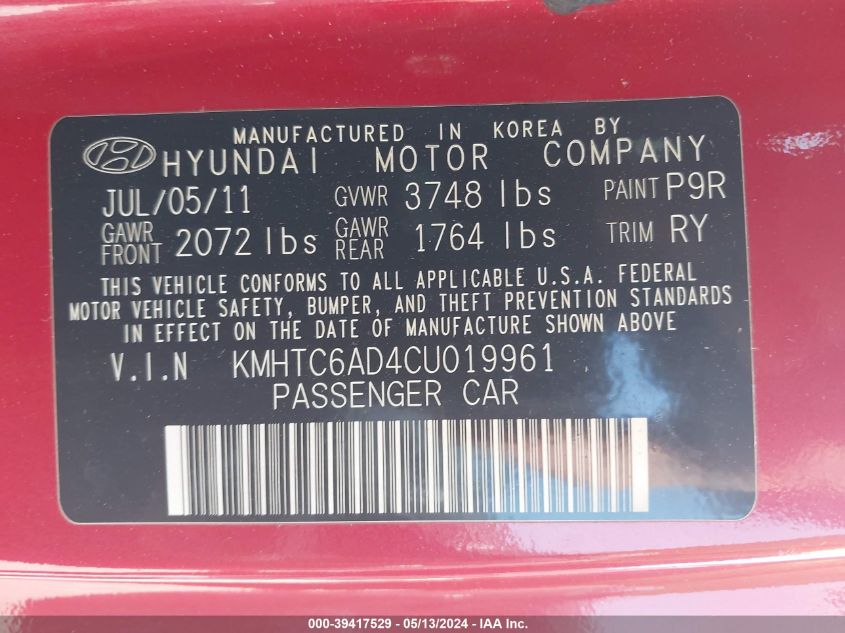 MANUFACTURED IN KOREA BY
HYUNDAI MOTOR COMPANY
JUL/05/11 GVWR 3748 lbs PAINT P9R
GAWR FRONT 2072 lbs GAWR REAR 1764 lbs TRIM RY
THIS VEHICLE CONFORMS TO ALL APPLICABLE U.S.A. FEDERAL
MOTOR VEHICLE SAFETY, BUMPER, AND THEFT PREVENTION STANDARDS
IN EFFECT ON THE DATE OF MANUFACTURE SHOWN ABOVE
V.I.N KMHTC6AD4CU019961
PASSENGER CAR
000-39417529 - 05/13/2024 - IAA Inc.